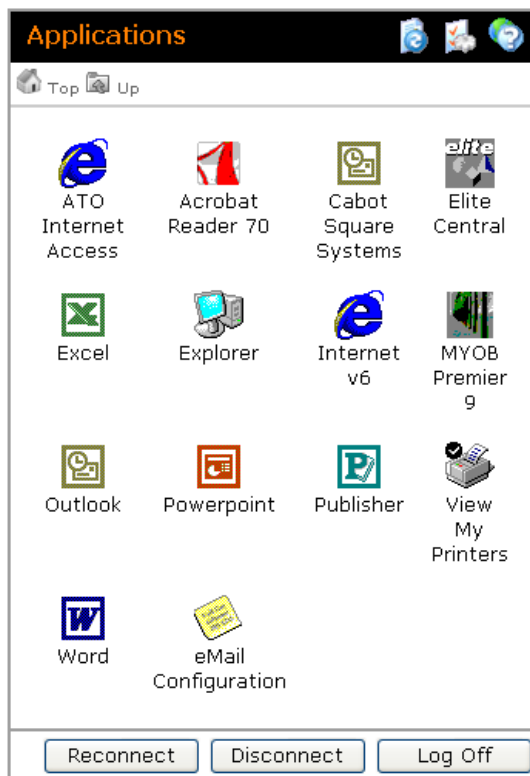 Applications
Top Up
elite
ATO Internet Access
Acrobat Reader 70
Cabot Square Systems
Elite Central
Excel
Explorer
Internet v6
MYOB Premier 9
Outlook
Powerpoint
Publisher
View My Printers
Word
eMail Configuration
Reconnect Disconnect Log Off